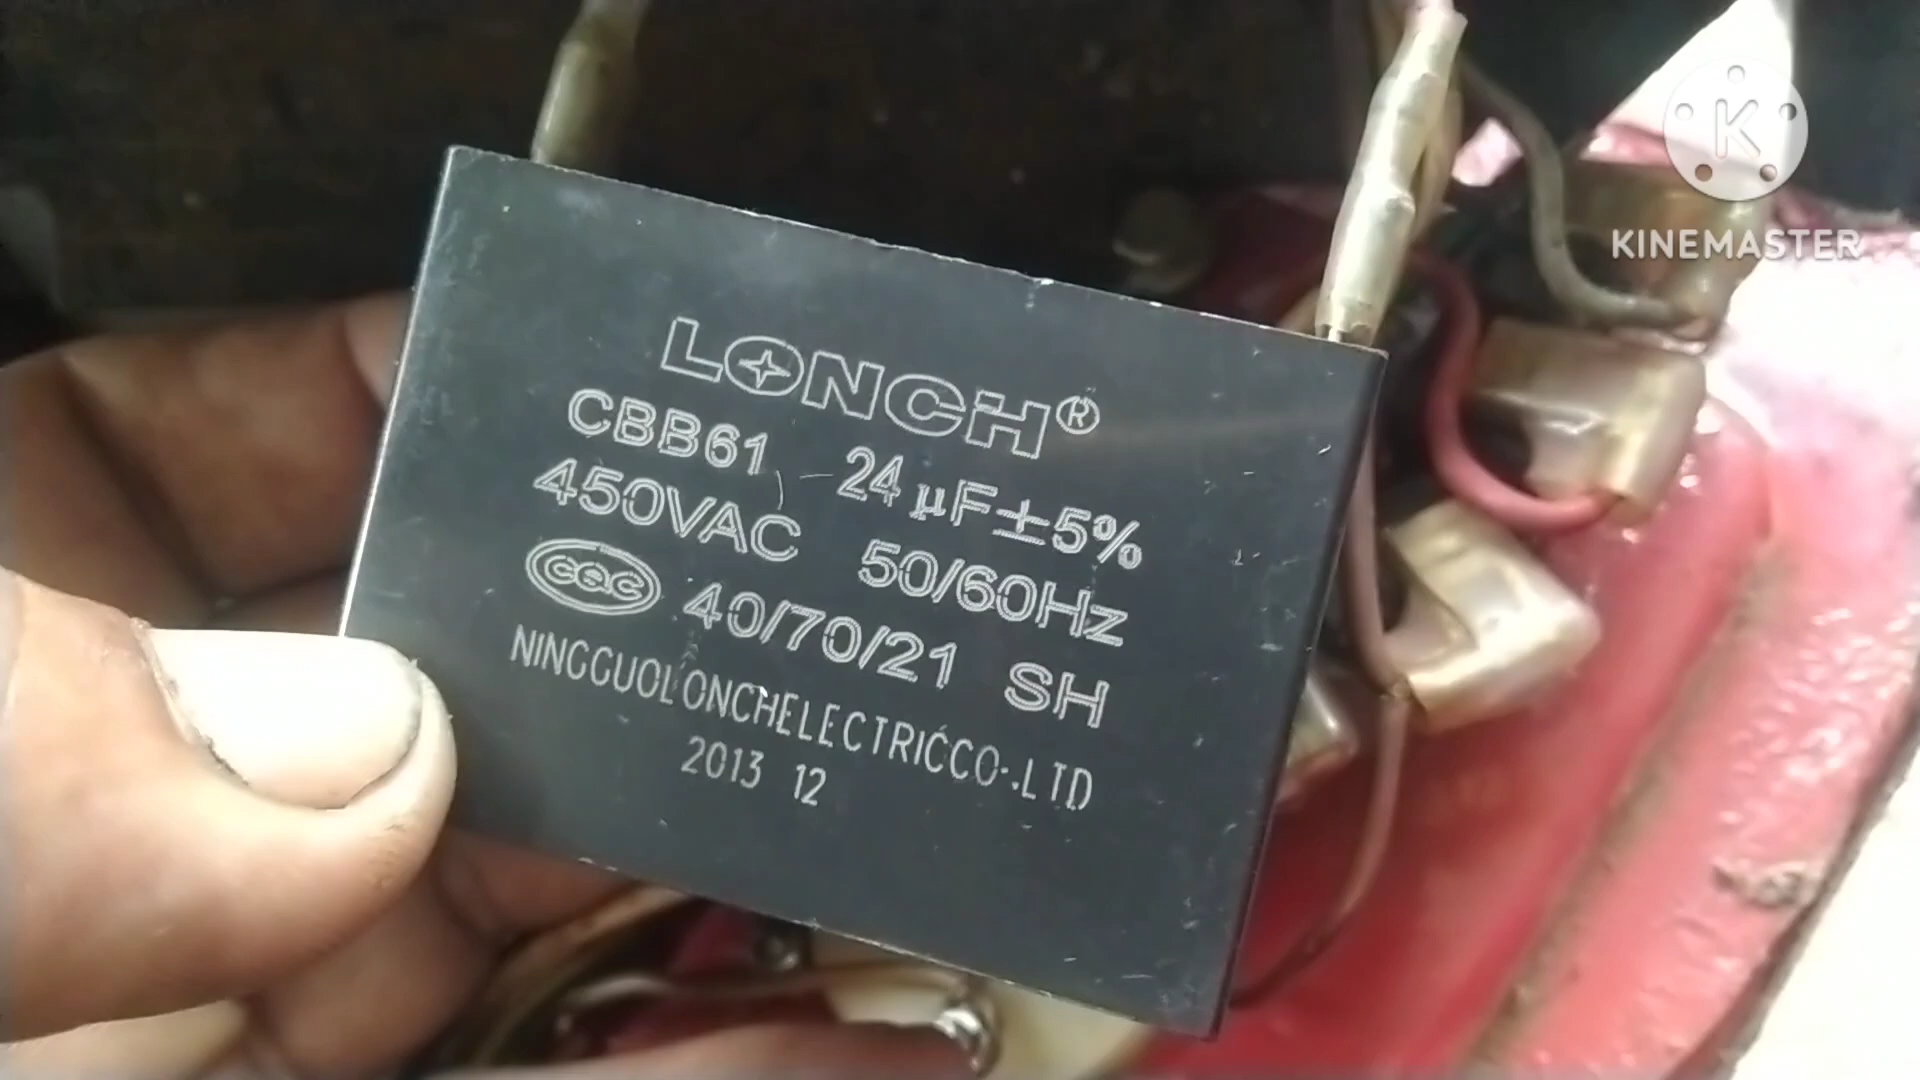 LONCH®
CBB61 24µF±5%
450VAC 50/60Hz
CQC 40/70/21 SH
NINGGUOLONCHELECTRICCO.,LTD
2013 12
K
KINEMASTER